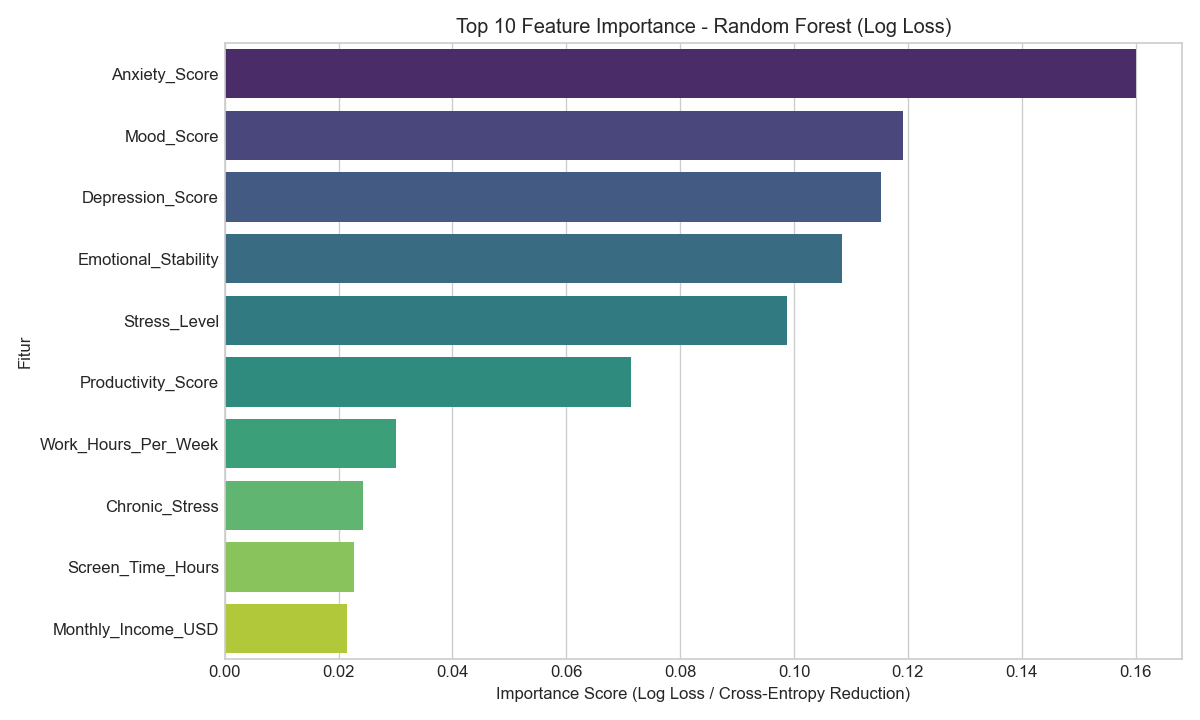 Top 10 Feature Importance - Random Forest (Log Loss)
Anxiety_Score
Mood_Score
Depression_Score
Emotional_Stability
Stress_Level
Productivity_Score
Work_Hours_Per_Week
Chronic_Stress
Screen_Time_Hours
Monthly_Income_USD
Fitur
0.00 0.02 0.04 0.06 0.08 0.10 0.12 0.14 0.16
Importance Score (Log Loss / Cross-Entropy Reduction)